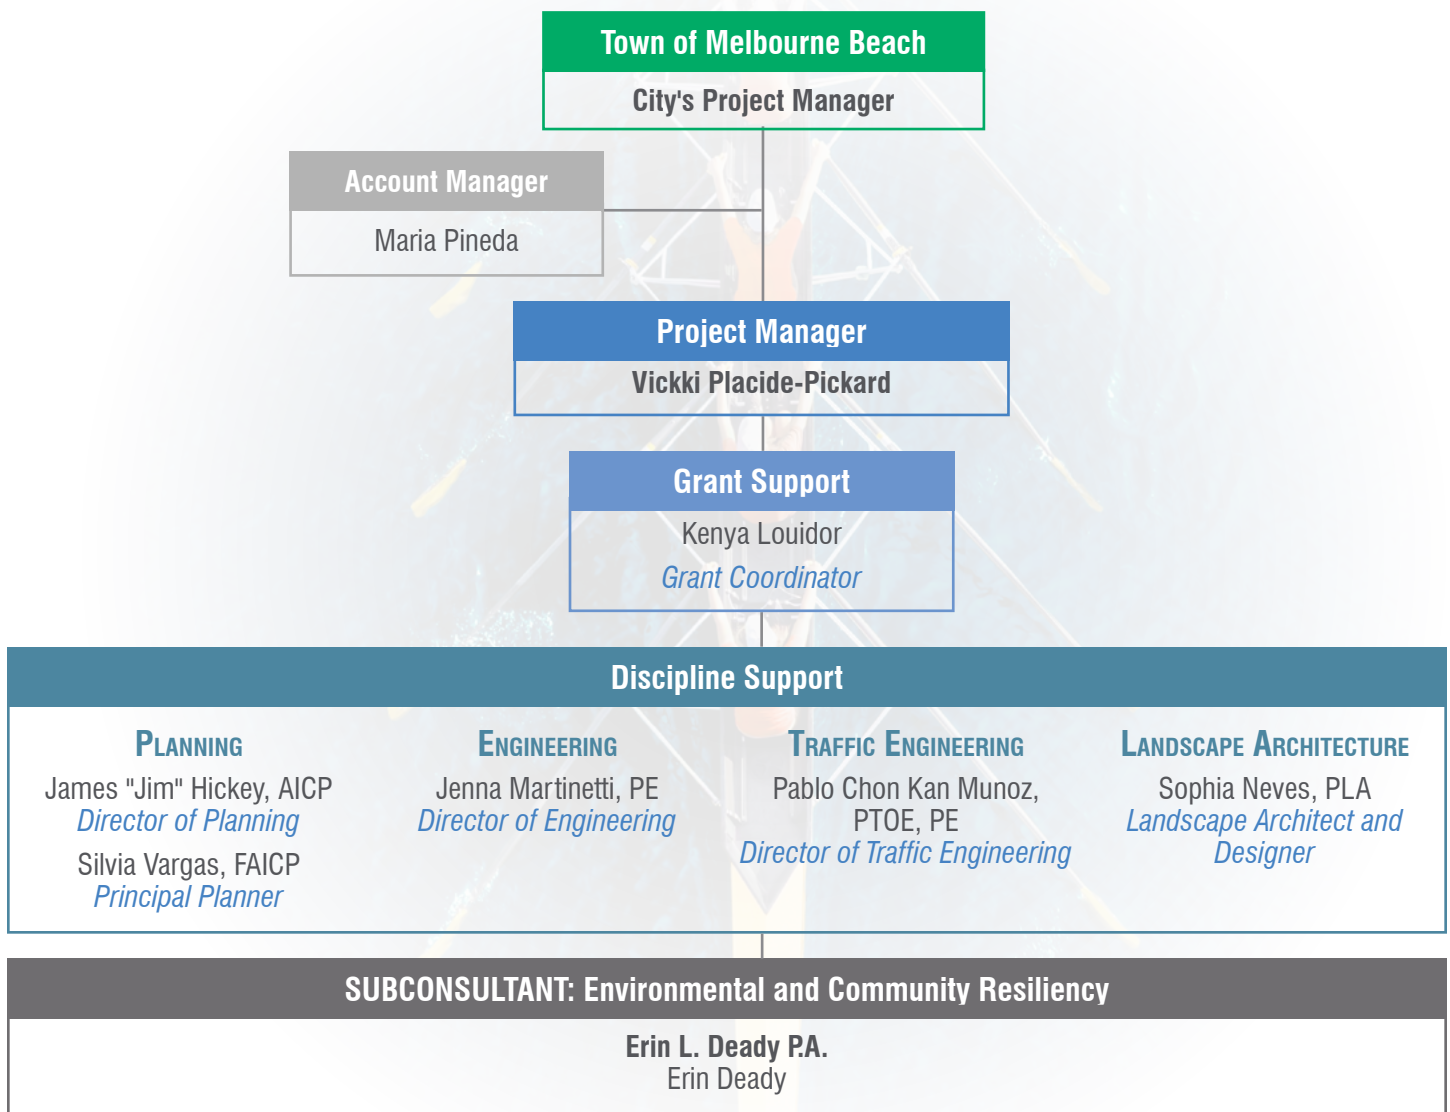 Town of Melbourne Beach
City's Project Manager
Account Manager
Maria Pineda
Project Manager
Vickki Placide-Pickard
Grant Support
Kenya Louidor
Grant Coordinator
Discipline Support
PLANNING
James "Jim" Hickey, AICP
Director of Planning
Silvia Vargas, FAICP
Principal Planner
ENGINEERING
Jenna Martinetti, PE
Director of Engineering
TRAFFIC ENGINEERING
Pablo Chon Kan Munoz,
PTOE, PE
Director of Traffic Engineering
LANDSCAPE ARCHITECTURE
Sophia Neves, PLA
Landscape Architect and
Designer
SUBCONSULTANT: Environmental and Community Resiliency
Erin L. Deady P.A.
Erin Deady